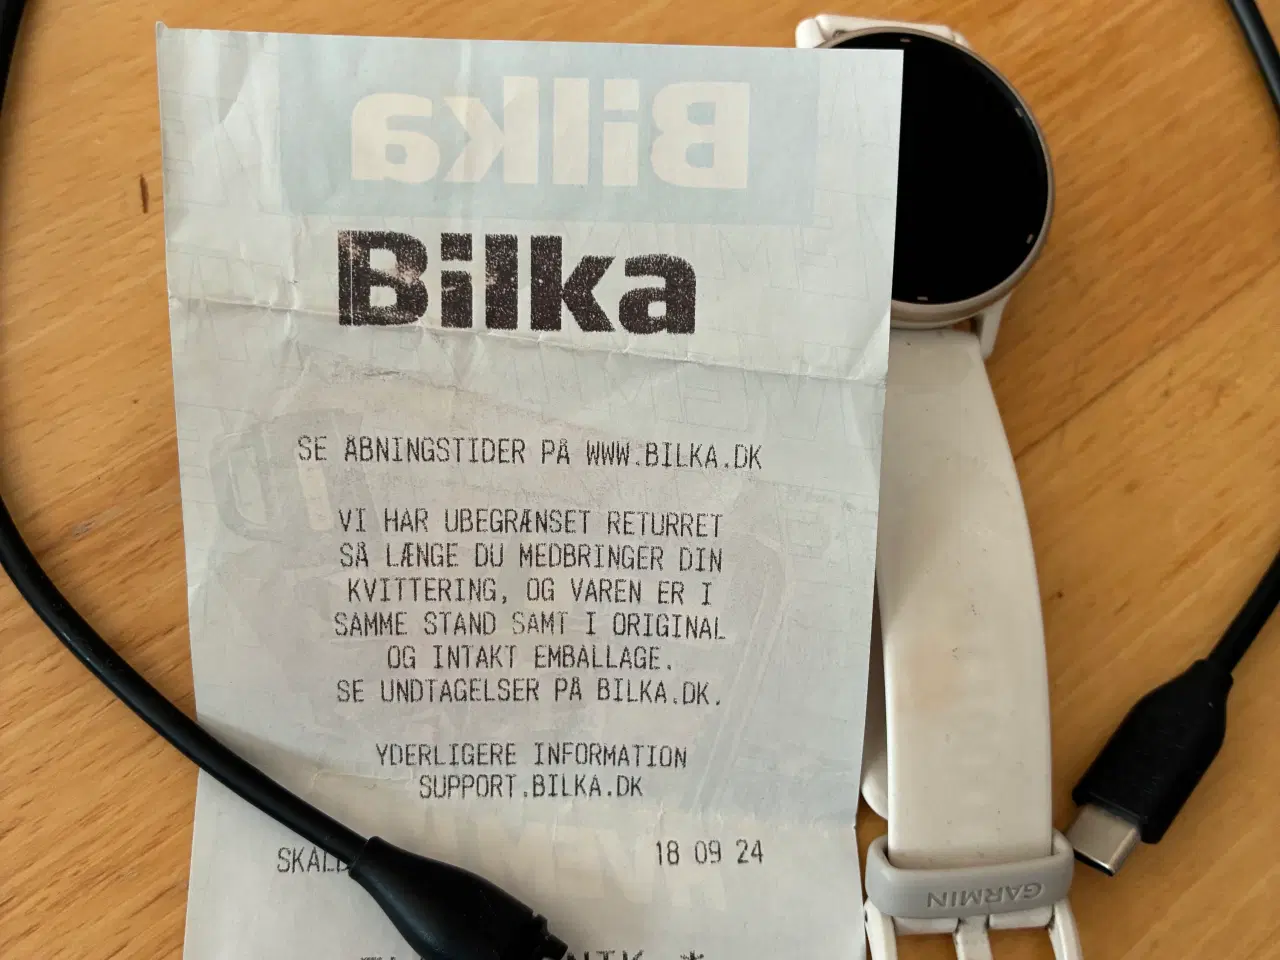 Bilka
Bilka
SE ÅBNINGSTIDER PÅ WWW.BILKA.DK
VI HAR UBEGRÆNSET RETURRET
SÅ LÆNGE DU MEDBRINGER DIN
KVITTERING, OG VAREN ER I
SAMME STAND SAMT I ORIGINAL
OG INTAKT EMBALLAGE.
SE UNDTAGELSER PÅ BILKA.DK.
YDERLIGERE INFORMATION
SUPPORT.BILKA.DK
18 09 24
GARMIN